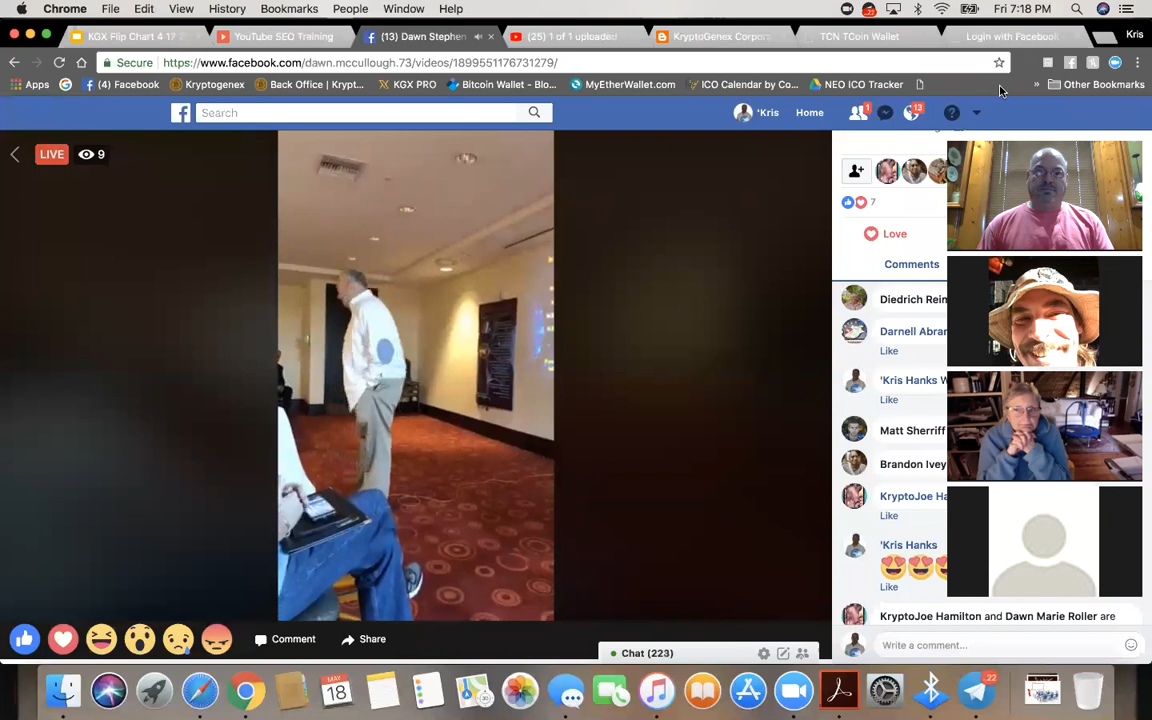 Chrome File Edit View History Bookmarks People Window Help Fri 7:18 PM
KGX Flip Chart 4 17 YouTube SEO Training (13) Dawn Stephen (25) 1 of 1 uploaded KryptoGenex Corpora TCN TCoin Wallet Login with Facebook Kris
Secure https://www.facebook.com/dawn.mccullough.73/videos/1899551176731279/
Apps (4) Facebook Kryptogenex Back Office | Krypt... KGX PRO Bitcoin Wallet - Blo... MyEtherWallet.com ICO Calendar by Co... NEO ICO Tracker » Other Bookmarks
Search 'Kris Home 1 13
LIVE 9
7
Love
Comments
Diedrich Rein
Darnell Abrar
Like
'Kris Hanks W
Like
Matt Sherriff
Brandon Ivey
KryptoJoe Ha
Like
'Kris Hanks
Like
KryptoJoe Hamilton and Dawn Marie Roller are
Comment Share
Chat (223)
Write a comment...
MAY
18
22